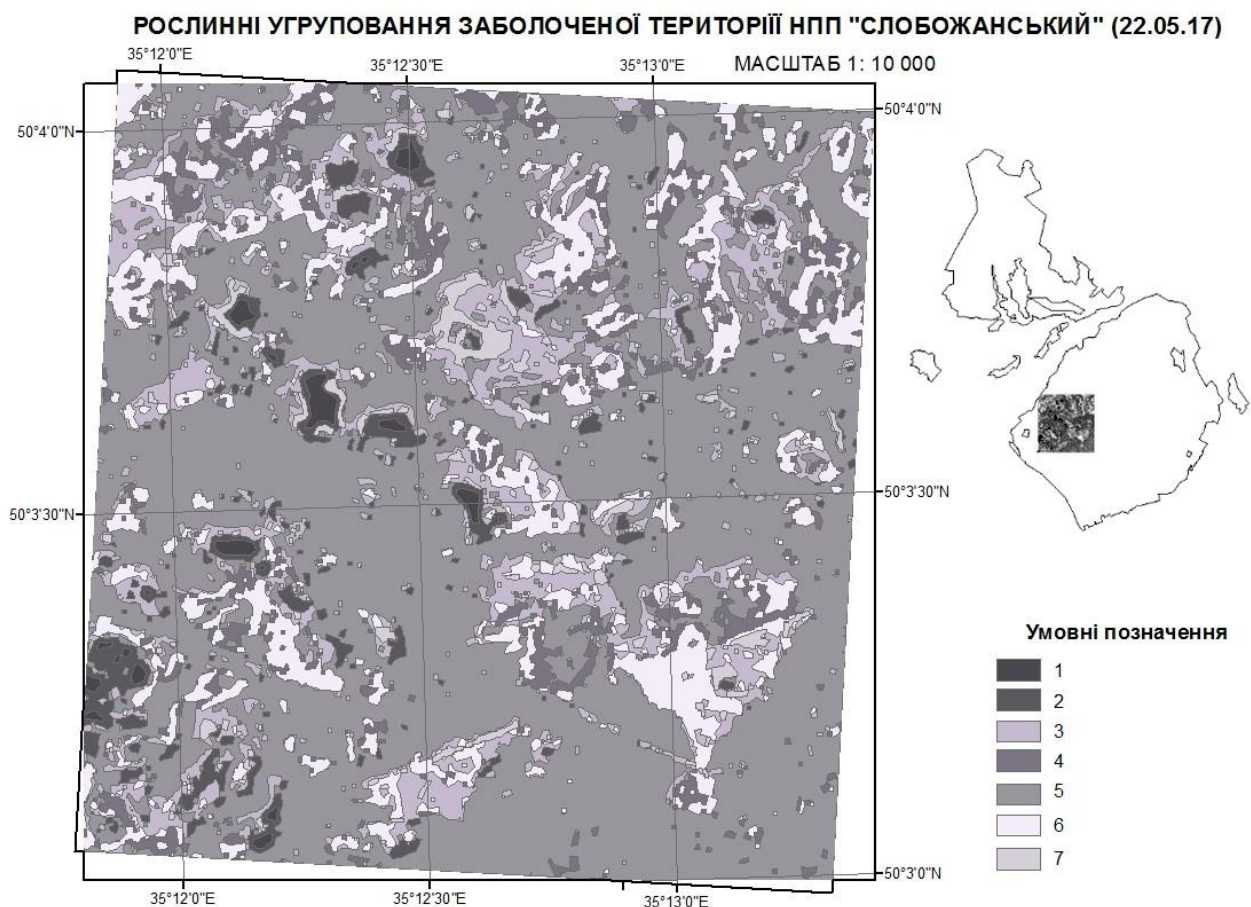 РОСЛИННІ УГРУПОВАННЯ ЗАБОЛОЧЕНОЇ ТЕРИТОРІЇЇ НПП "СЛОБОЖАНСЬКИЙ" (22.05.17)
МАСШТАБ 1: 10 000
35°12'0"E
35°12'30"E
35°13'0"E
50°4'0"N
50°4'0"N
50°3'30"N
50°3'30"N
50°3'0"N
35°12'0"E
35°12'30"E
35°13'0"E
Умовні позначення
1
2
3
4
5
6
7